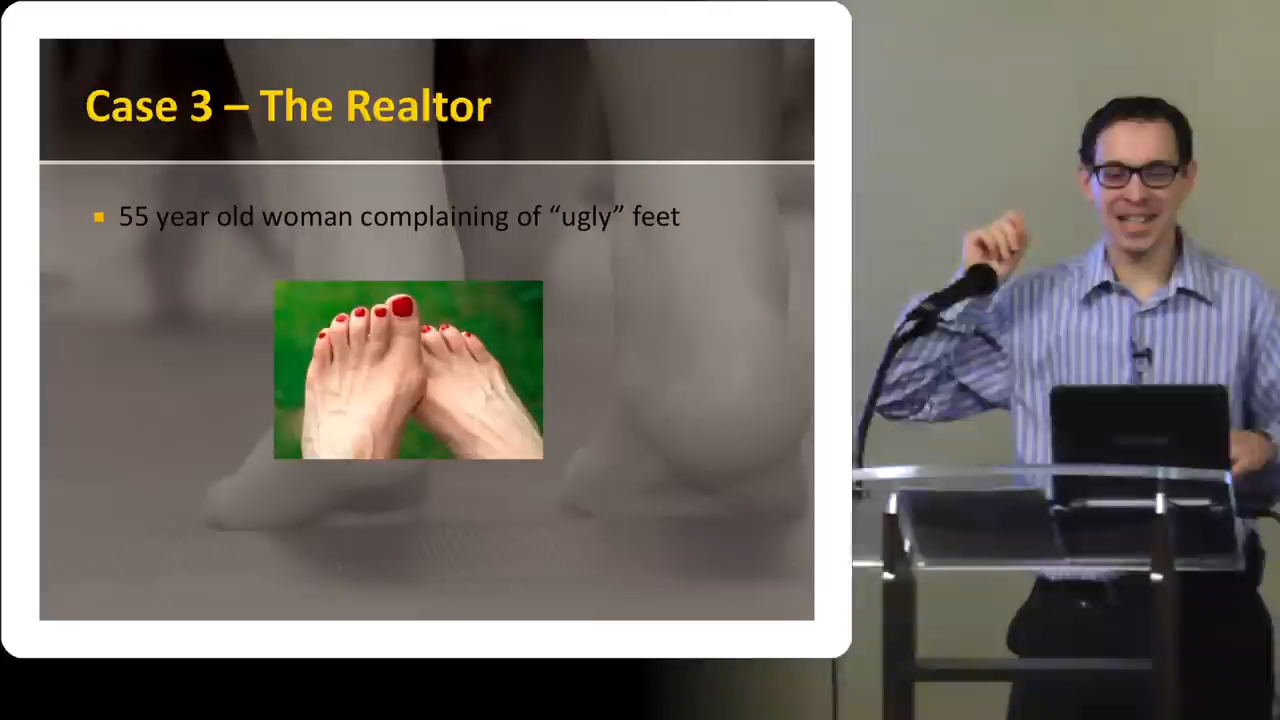 Case 3 – The Realtor
55 year old woman complaining of “ugly” feet